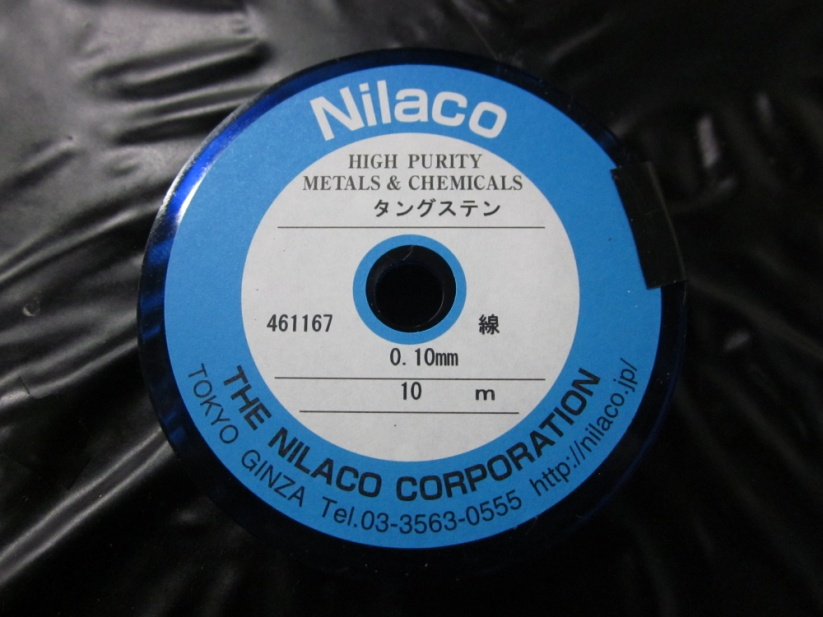 Nilaco
HIGH PURITY
METALS & CHEMICALS
タングステン
461167 線
0.10mm
10 m
THE NILACO CORPORATION
TOKYO GINZA Tel.03-3563-0555 http://nilaco.jp/